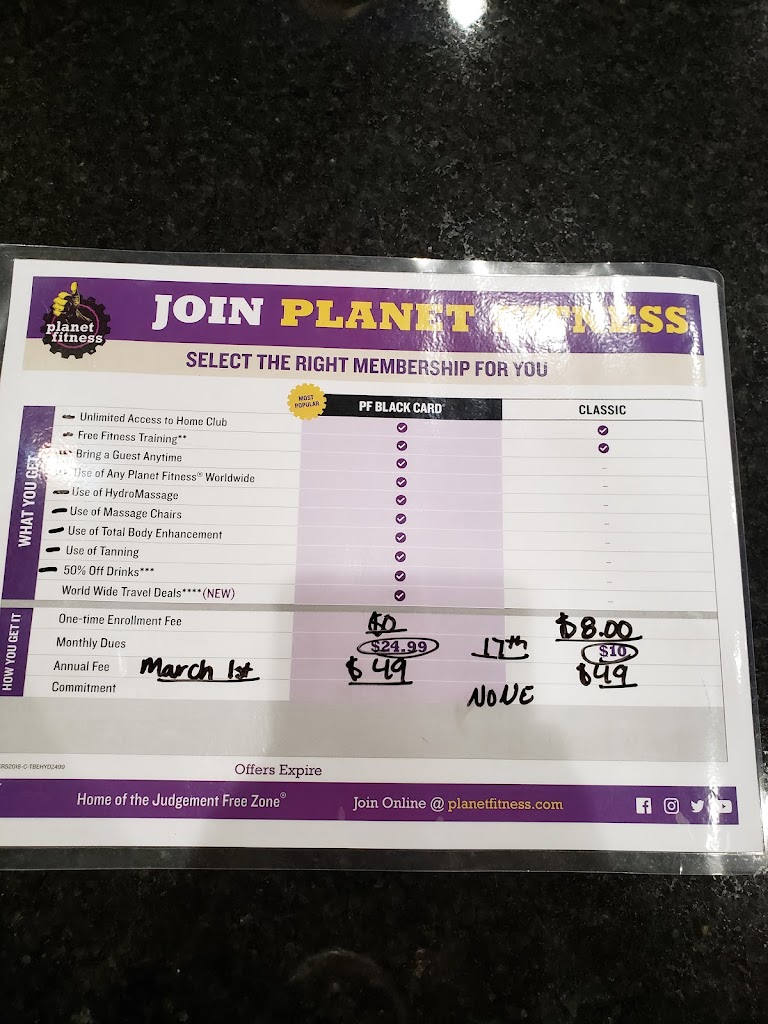 planet
fitness
JOIN PLANET FITNESS
SELECT THE RIGHT MEMBERSHIP FOR YOU
MOST
POPULAR
PF BLACK CARD
CLASSIC
WHAT YOU GET
Unlimited Access to Home Club
Free Fitness Training**
Bring a Guest Anytime
Use of Any Planet Fitness® Worldwide
Use of HydroMassage
Use of Massage Chairs
Use of Total Body Enhancement
Use of Tanning
50% Off Drinks***
World Wide Travel Deals****(NEW)
HOW YOU GET IT
One-time Enrollment Fee $0 $8.00
Monthly Dues $24.99 17th $10
Annual Fee March 1st $49 $49
Commitment NONE
Offers Expire
Home of the Judgement Free Zone® Join Online @ planetfitness.com